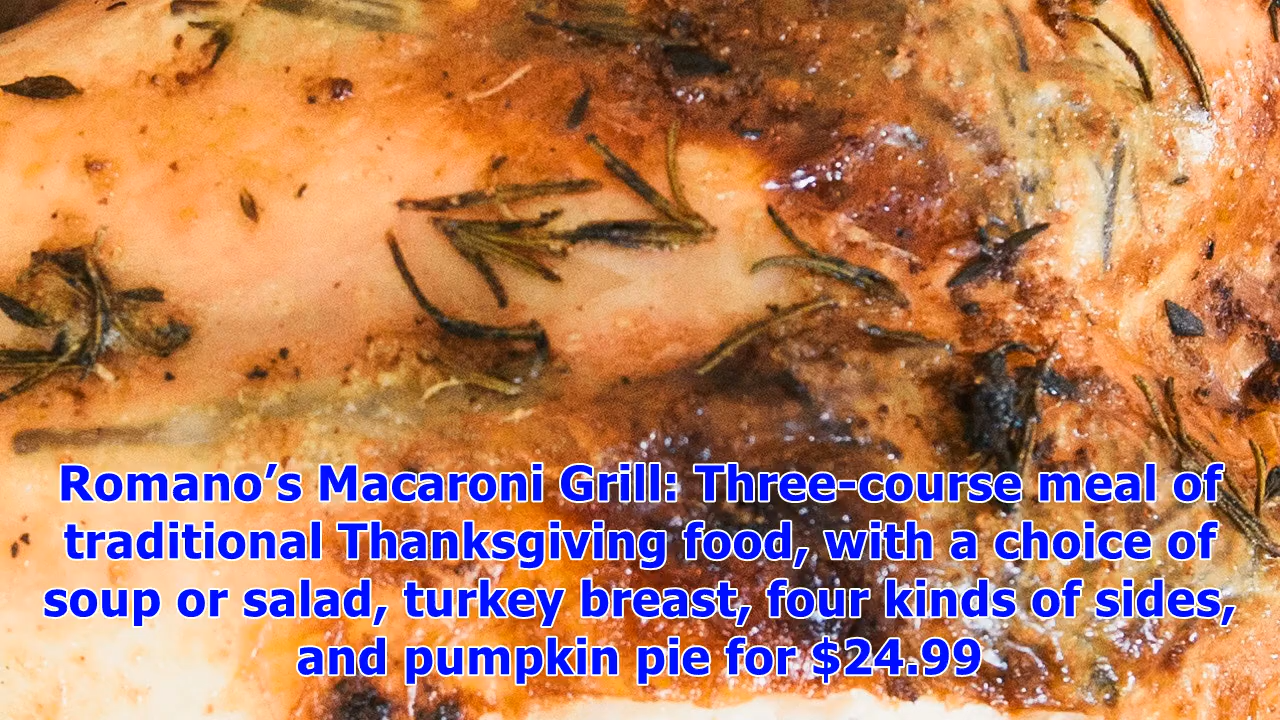 Romano’s Macaroni Grill: Three-course meal of
traditional Thanksgiving food, with a choice of
soup or salad, turkey breast, four kinds of sides,
and pumpkin pie for $24.99